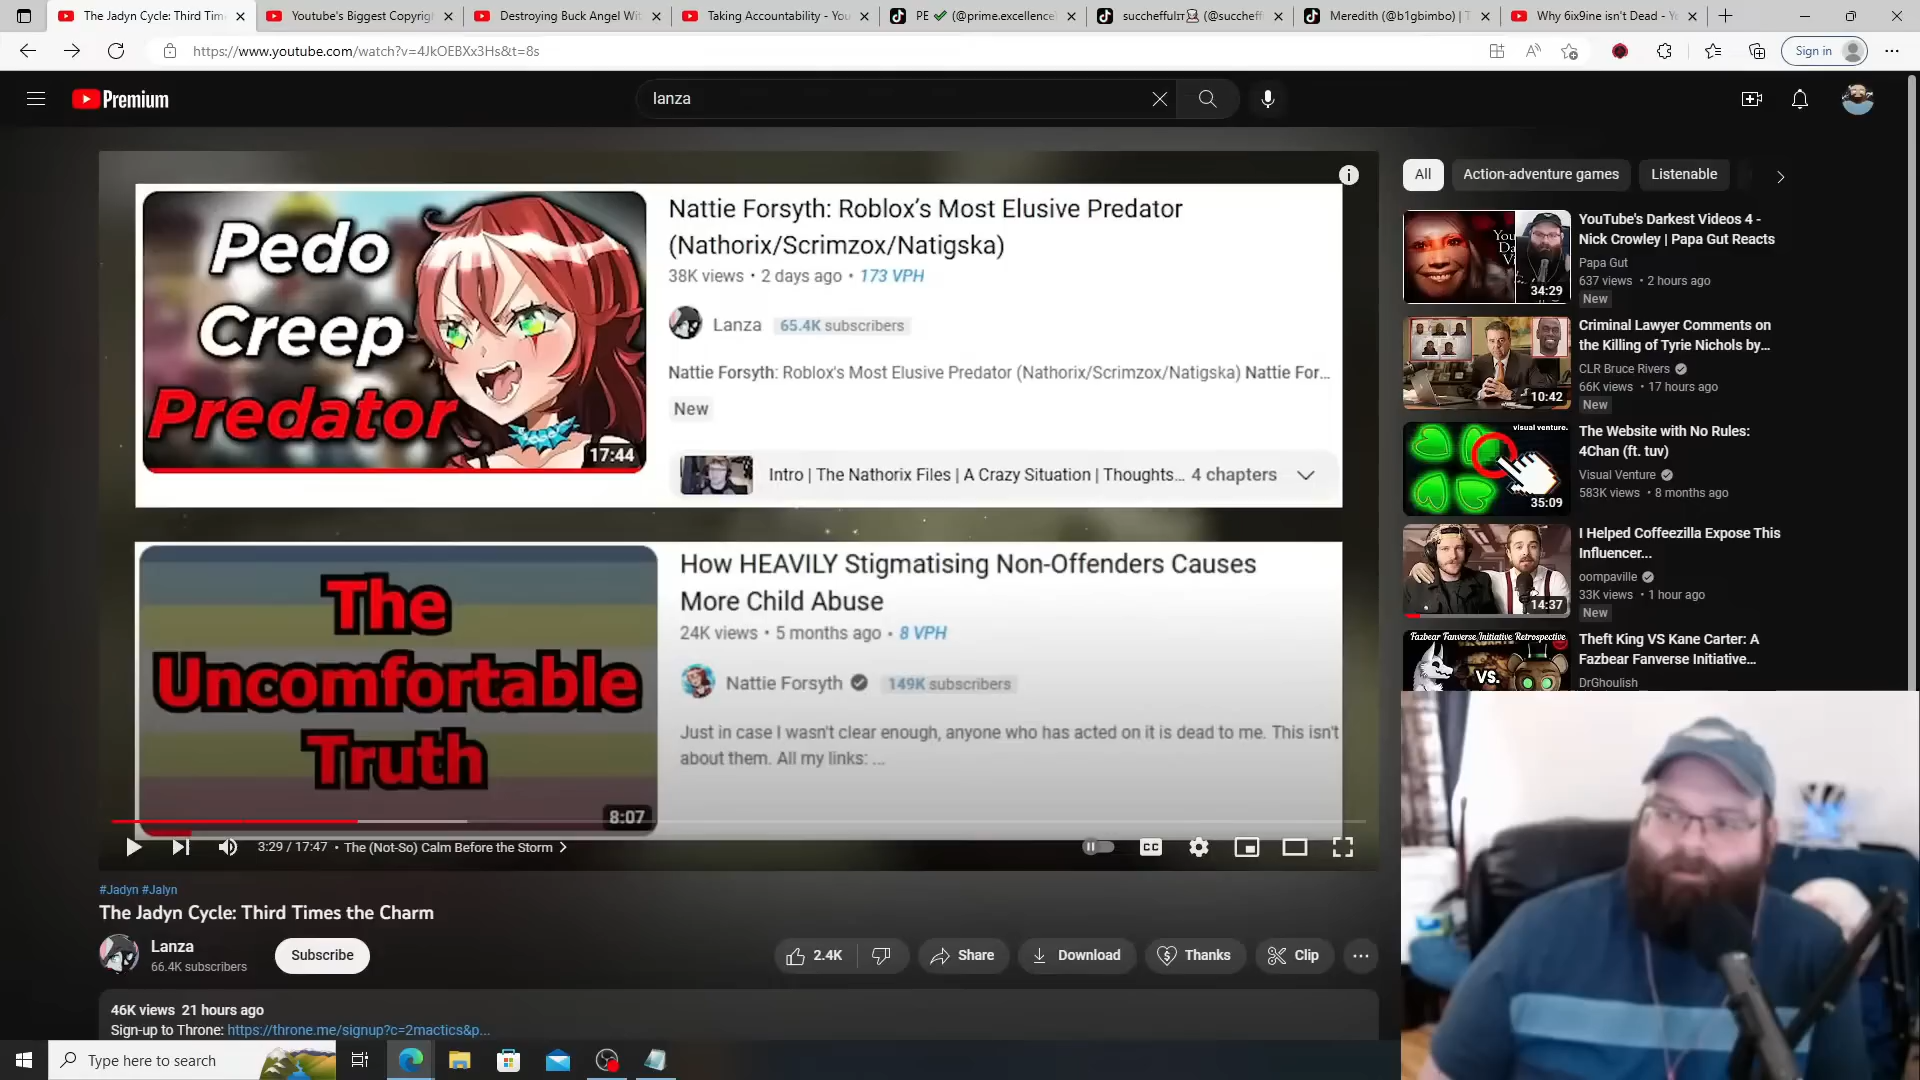 The Jadyn Cycle: Third Tim
Youtube's Biggest Copyrig
Destroying Buck Angel Wi
Taking Accountability - You
PE ✔ (@prime.excellence
succheffulıɪт (@succheff
Meredith (@b1gbimbo) | T
Why 6ix9ine isn't Dead - Yo
https://www.youtube.com/watch?v=4JkOEBXx3Hs&t=8s
Sign in
Premium
lanza
Pedo
Creep
Predator
17:44
Nattie Forsyth: Roblox's Most Elusive Predator
(Nathorix/Scrimzox/Natigska)
38K views • 2 days ago • 173 VPH
Lanza 65.4K subscribers
Nattie Forsyth: Roblox's Most Elusive Predator (Nathorix/Scrimzox/Natigska) Nattie For...
New
Intro | The Nathorix Files | A Crazy Situation | Thoughts... 4 chapters
The
Uncomfortable
Truth
8:07
How HEAVILY Stigmatising Non-Offenders Causes
More Child Abuse
24K views • 5 months ago • 8 VPH
Nattie Forsyth 149K subscribers
Just in case I wasn't clear enough, anyone who has acted on it is dead to me. This isn't
about them. All my links: ...
3:29 / 17:47 • The (Not-So) Calm Before the Storm
CC
#Jadyn #Jalyn
The Jadyn Cycle: Third Times the Charm
Lanza
66.4K subscribers
Subscribe
2.4K
Share
Download
Thanks
Clip
46K views 21 hours ago
Sign-up to Throne: https://throne.me/signup?c=2mactics&p...
All
Action-adventure games
Listenable
34:29
YouTube's Darkest Videos 4 -
Nick Crowley | Papa Gut Reacts
Papa Gut
637 views • 2 hours ago
New
10:42
Criminal Lawyer Comments on
the Killing of Tyrie Nichols by...
CLR Bruce Rivers
66K views • 17 hours ago
New
visual venture.
35:09
The Website with No Rules:
4Chan (ft. tuv)
Visual Venture
583K views • 8 months ago
14:37
I Helped Coffeezilla Expose This
Influencer...
oompaville
33K views • 1 hour ago
New
Fazbear Fanverse Initiative Retrospective
VS.
Theft King VS Kane Carter: A
Fazbear Fanverse Initiative...
DrGhoulish
Type here to search